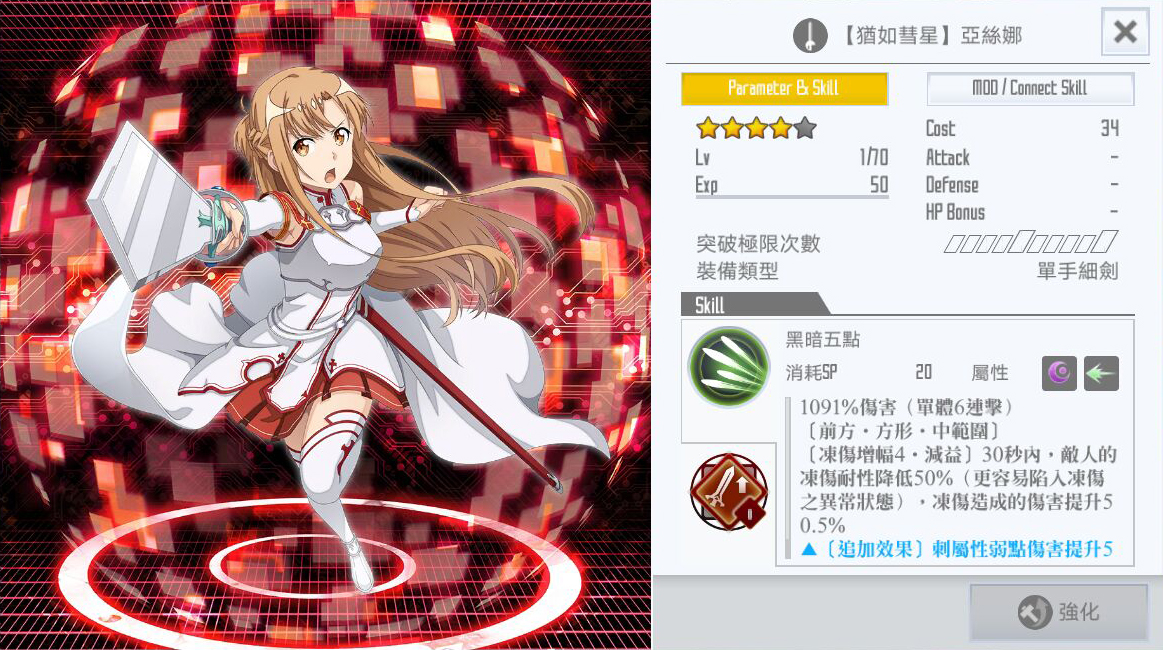 【猶如彗星】亞絲娜
Parameter & Skill
MOD / Connect Skill
Lv 1/70
Exp 50
Cost 34
Attack -
Defense -
HP Bonus -
突破極限次數
裝備類型 單手細劍
Skill
黑暗五點
消耗SP 20 屬性
1091%傷害（單體6連擊）
〔前方・方形・中範圍〕
〔凍傷增幅4・減益〕30秒內，敵人的
凍傷耐性降低50%（更容易陷入凍傷
之異常狀態），凍傷造成的傷害提升5
0.5%
▲〔追加效果〕刺屬性弱點傷害提升5
強化